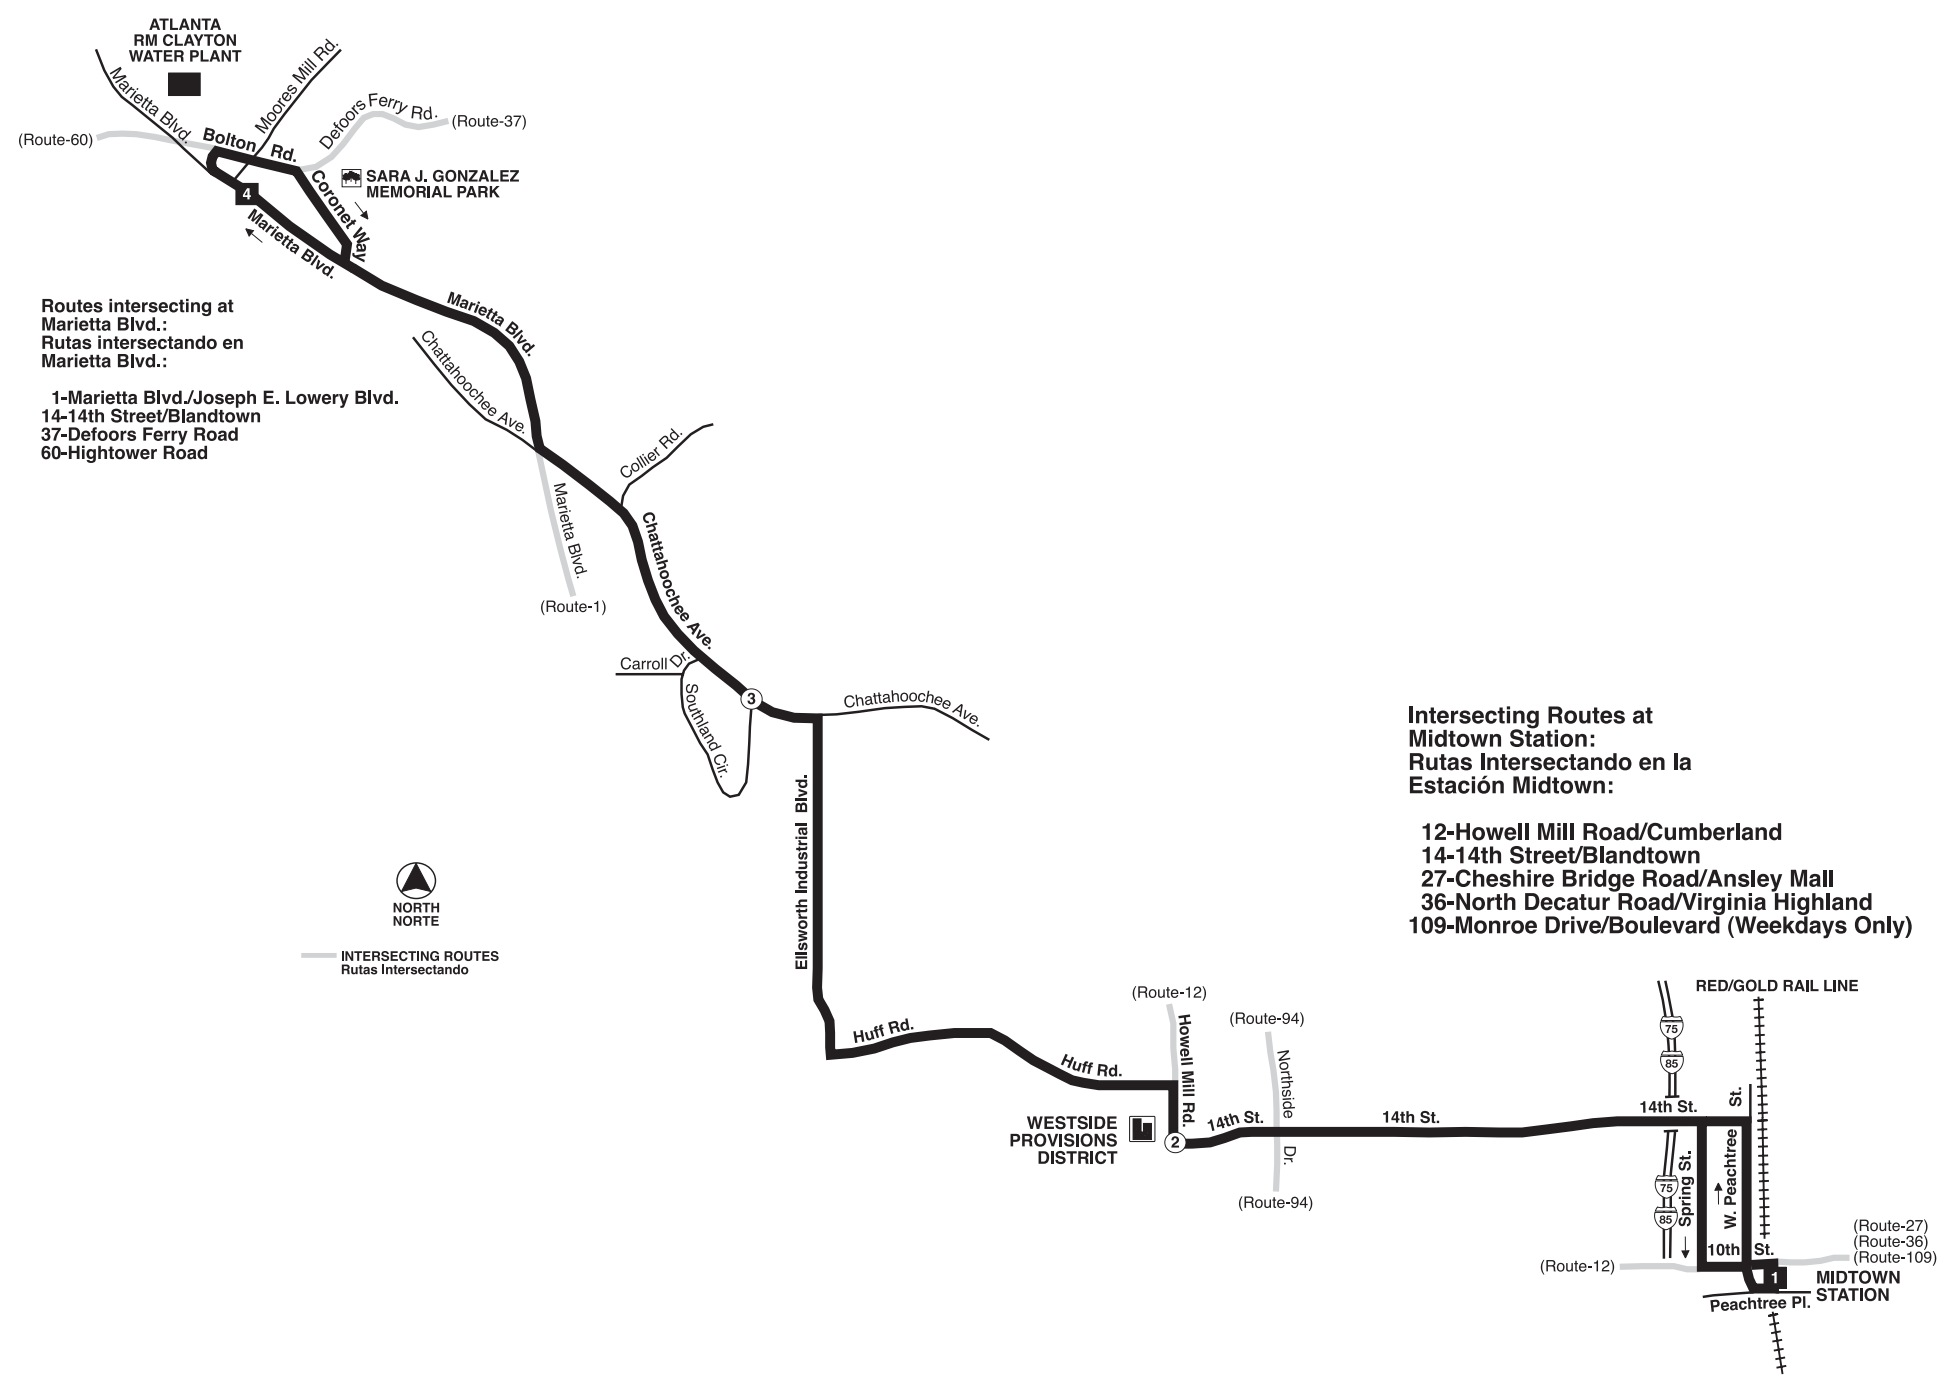 ATLANTA
RM CLAYTON
WATER PLANT
Marietta Blvd.
Moores Mill Rd.
Defoors Ferry Rd.
(Route-37)
(Route-60)
Bolton Rd.
SARA J. GONZALEZ
MEMORIAL PARK
Coronet Way
4
Marietta Blvd.
Routes intersecting at
Marietta Blvd.:
Rutas intersectando en
Marietta Blvd.:
1-Marietta Blvd./Joseph E. Lowery Blvd.
14-14th Street/Blandtown
37-Defoors Ferry Road
60-Hightower Road
Marietta Blvd.
Chattahoochee Ave.
Collier Rd.
Marietta Blvd.
(Route-1)
Chattahoochee Ave.
Carroll Dr.
Southland Cir.
3
Chattahoochee Ave.
Ellsworth Industrial Blvd.
Intersecting Routes at
Midtown Station:
Rutas Intersectando en la
Estación Midtown:
12-Howell Mill Road/Cumberland
14-14th Street/Blandtown
27-Cheshire Bridge Road/Ansley Mall
36-North Decatur Road/Virginia Highland
109-Monroe Drive/Boulevard (Weekdays Only)
NORTH
NORTE
INTERSECTING ROUTES
Rutas Intersectando
Huff Rd.
Huff Rd.
(Route-12)
Howell Mill Rd.
(Route-94)
Northside Dr.
(Route-94)
WESTSIDE
PROVISIONS
DISTRICT
2
14th St.
14th St.
14th St.
RED/GOLD RAIL LINE
75
85
75
85
Spring St.
W. Peachtree St.
10th St.
(Route-12)
(Route-27)
(Route-36)
(Route-109)
1
MIDTOWN
STATION
Peachtree Pl.